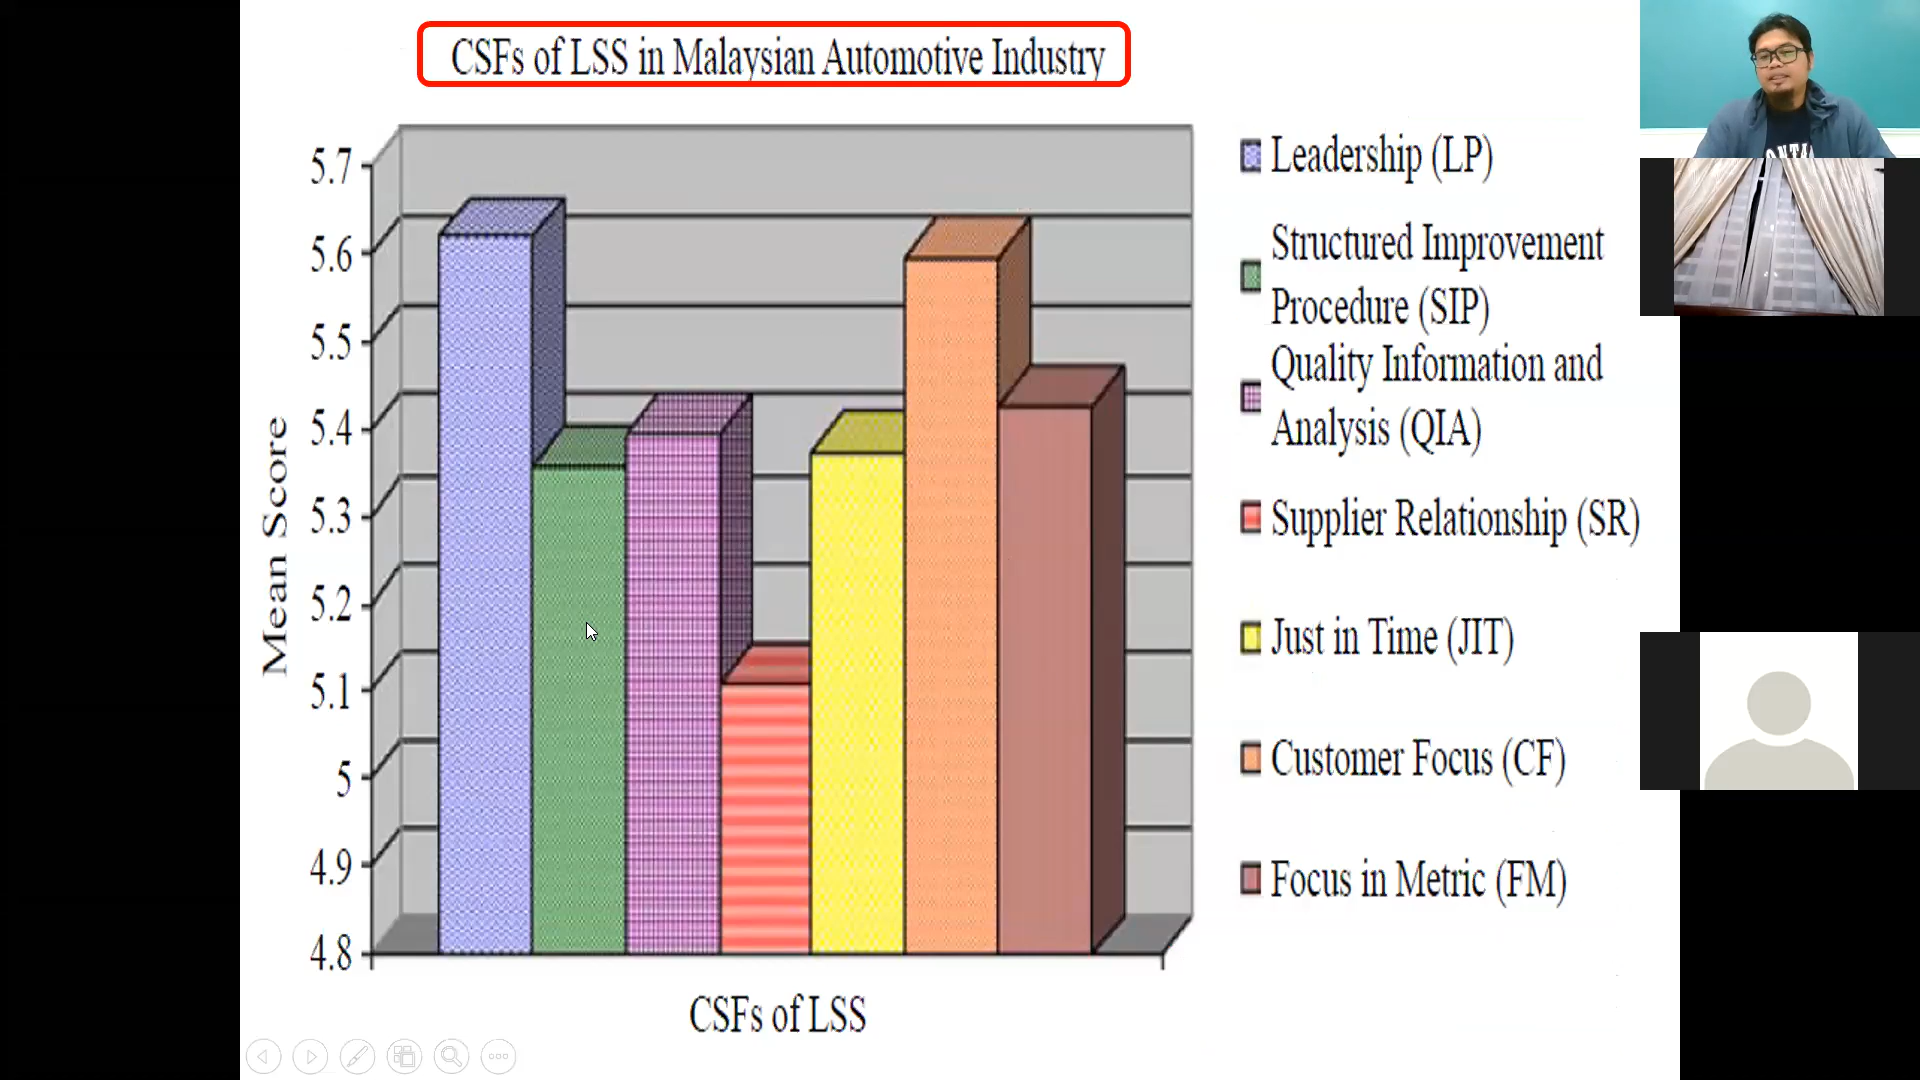 CSFs of LSS in Malaysian Automotive Industry
5.7
5.6
5.5
5.4
5.3
5.2
5.1
5
4.9
4.8
Mean Score
CSFs of LSS
Leadership (LP)
Structured Improvement
Procedure (SIP)
Quality Information and
Analysis (QIA)
Supplier Relationship (SR)
Just in Time (JIT)
Customer Focus (CF)
Focus in Metric (FM)